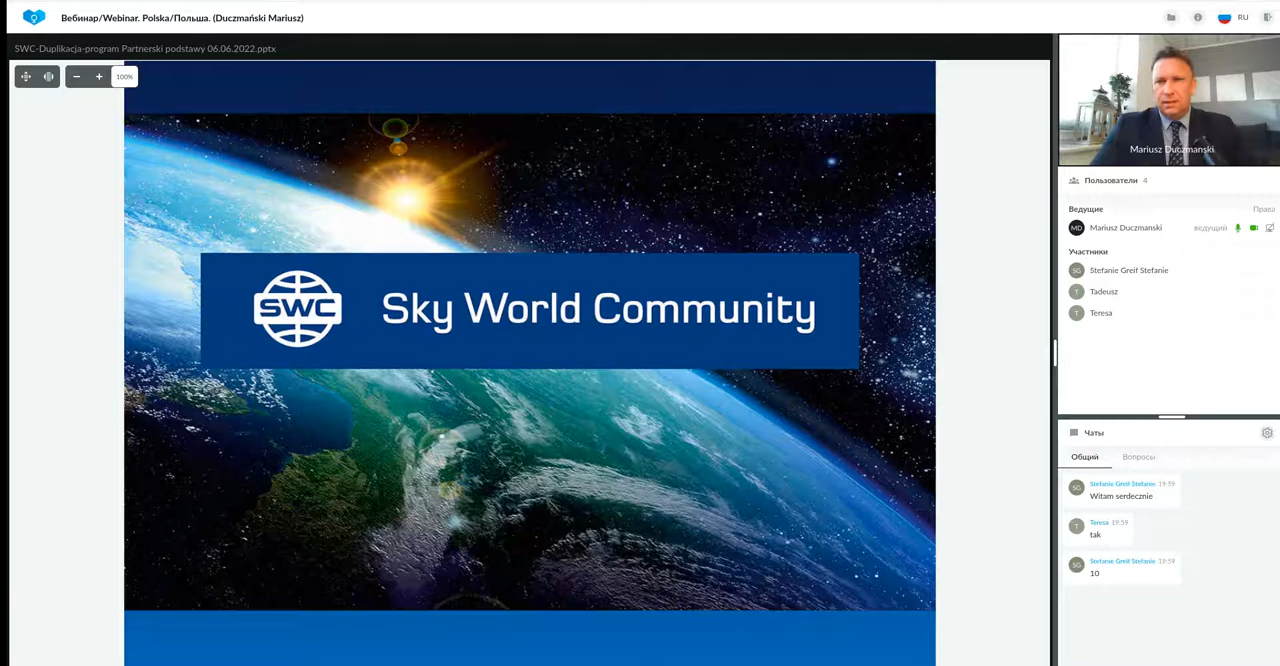 Вебинар/Webinar. Polska/Польша. (Duczmański Mariusz)
RU
SWC-Duplikacja-program Partnerski podstawy 06.06.2022.pptx
100%
SWC
Sky World Community
Mariusz Duczmanski
Пользователи 4
Ведущие Права
MD Mariusz Duczmanski ведущий
Участники
SG Stefanie Greif Stefanie
T Tadeusz
T Teresa
Чаты
Общий Вопросы
SG Stefanie Greif Stefanie 19:59
Witam serdecznie
T Teresa 19:59
tak
SG Stefanie Greif Stefanie 19:59
10